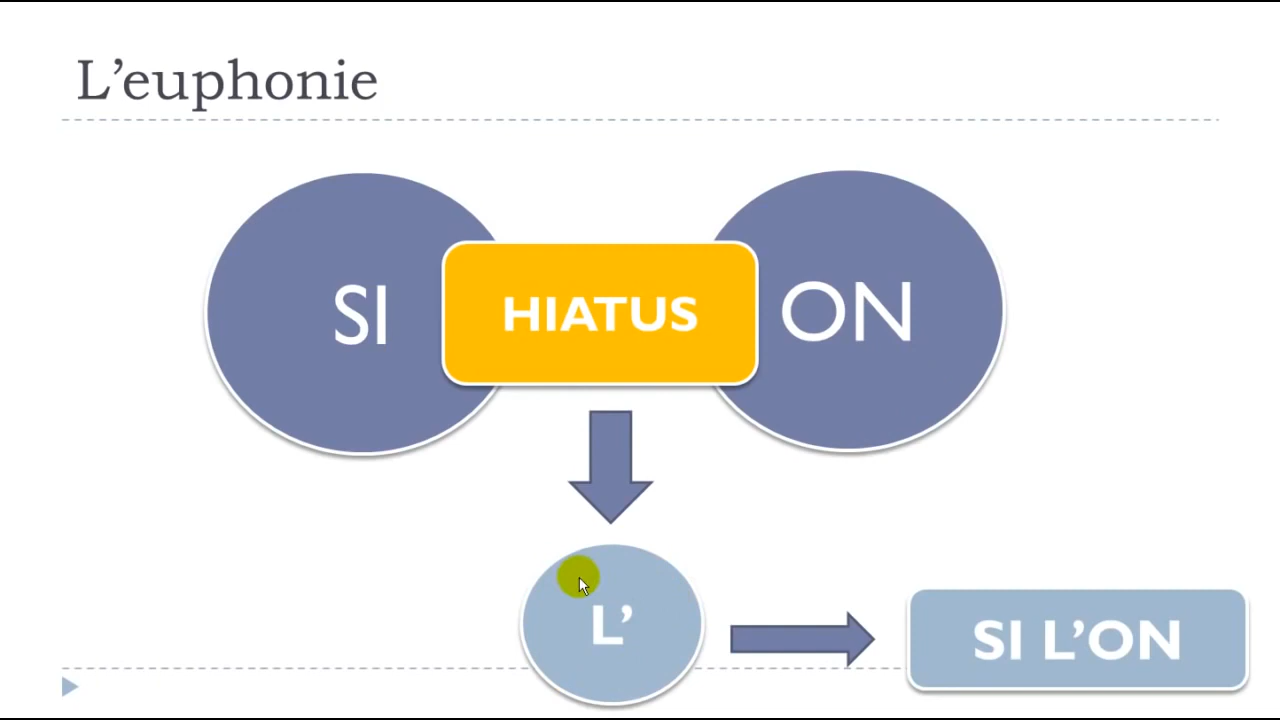 L’euphonie
SI
HIATUS
ON
L’
SI L’ON